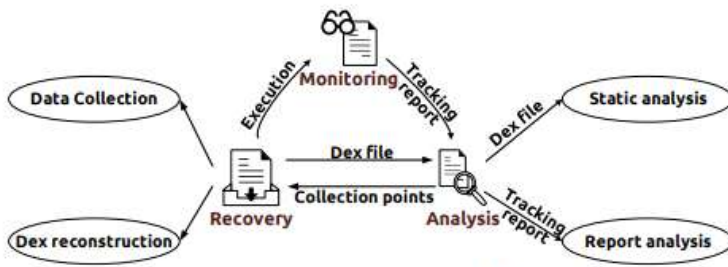 Monitoring
Data Collection
Execution
Tracking
report
Static analysis
Dex file
Dex file
Collection points
Recovery
Analysis
Tracking
report
Dex reconstruction
Report analysis